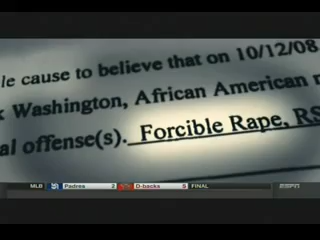 le cause to believe that on 10/12/08
Washington, African American
al offense(s). Forcible Rape, RS
MLB Padres 2 D-backs 5 FINAL ESPN